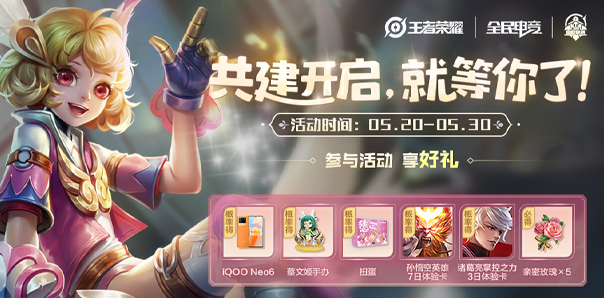 王者荣耀 全民电竞
共建开启,就等你了!
活动时间: 05.20-05.30
参与活动 享好礼
概率得 概率得 概率得 概率得 概率得 必得
iQOO Neo6 蔡文姬手办 扭蛋 孙悟空英雄 诸葛亮掌控之力 亲密玫瑰×5
7日体验卡 3日体验卡